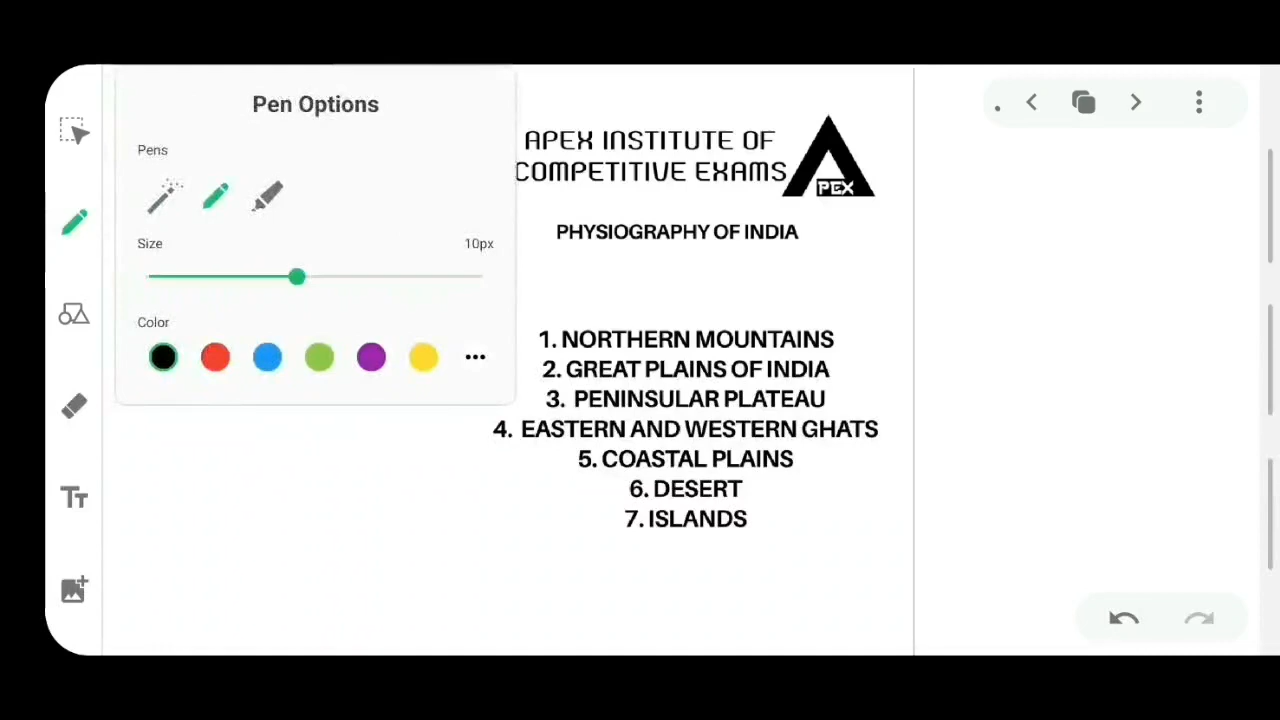 Pen Options
Pens
Size 10px
Color
APEX INSTITUTE OF
COMPETITIVE EXAMS
PEX
PHYSIOGRAPHY OF INDIA
1. NORTHERN MOUNTAINS
2. GREAT PLAINS OF INDIA
3. PENINSULAR PLATEAU
4. EASTERN AND WESTERN GHATS
5. COASTAL PLAINS
6. DESERT
7. ISLANDS
TT